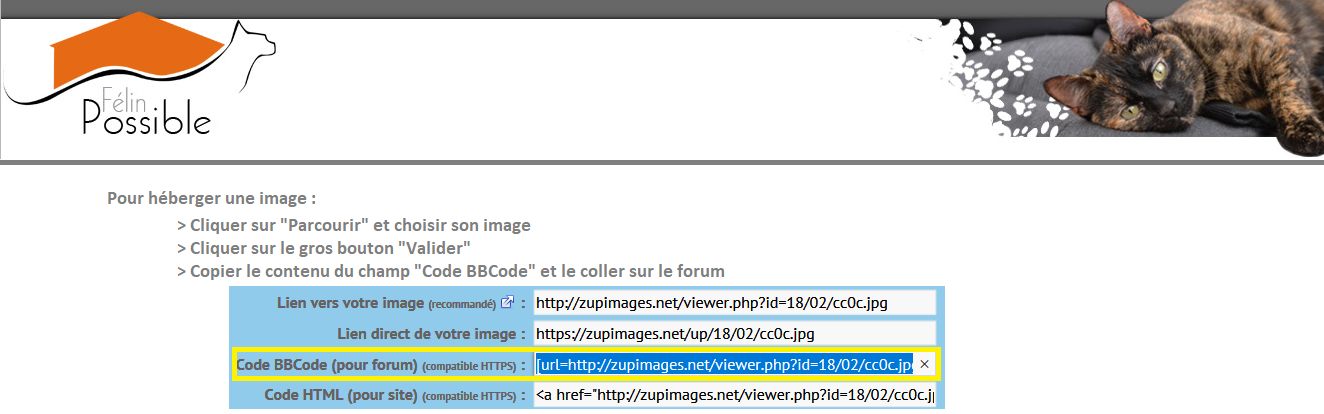 Félin
Possible
Pour héberger une image :
> Cliquer sur "Parcourir" et choisir son image
> Cliquer sur le gros bouton "Valider"
> Copier le contenu du champ "Code BBCode" et le coller sur le forum
Lien vers votre image (recommandé) : http://zupimages.net/viewer.php?id=18/02/cc0c.jpg
Lien direct de votre image : https://zupimages.net/up/18/02/cc0c.jpg
Code BBCode (pour forum) (compatible HTTPS) : [url=http://zupimages.net/viewer.php?id=18/02/cc0c.jp ×
Code HTML (pour site) (compatible HTTPS) : <a href="http://zupimages.net/viewer.php?id=18/02/cc0c.j